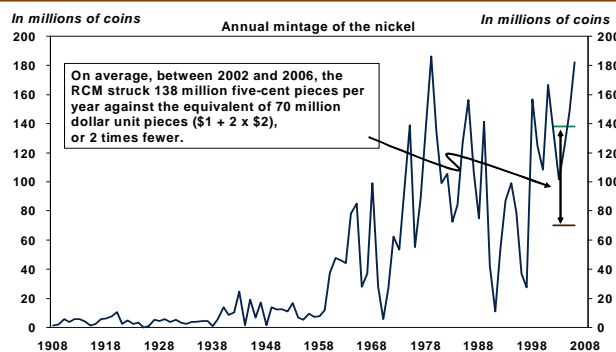 In millions of coins
Annual mintage of the nickel
In millions of coins
200
180
160
140
120
100
80
60
40
20
0
On average, between 2002 and 2006, the
RCM struck 138 million five-cent pieces per
year against the equivalent of 70 million
dollar unit pieces ($1 + 2 x $2),
or 2 times fewer.
200
180
160
140
120
100
80
60
40
20
0
1908 1918 1928 1938 1948 1958 1968 1978 1988 1998 2008